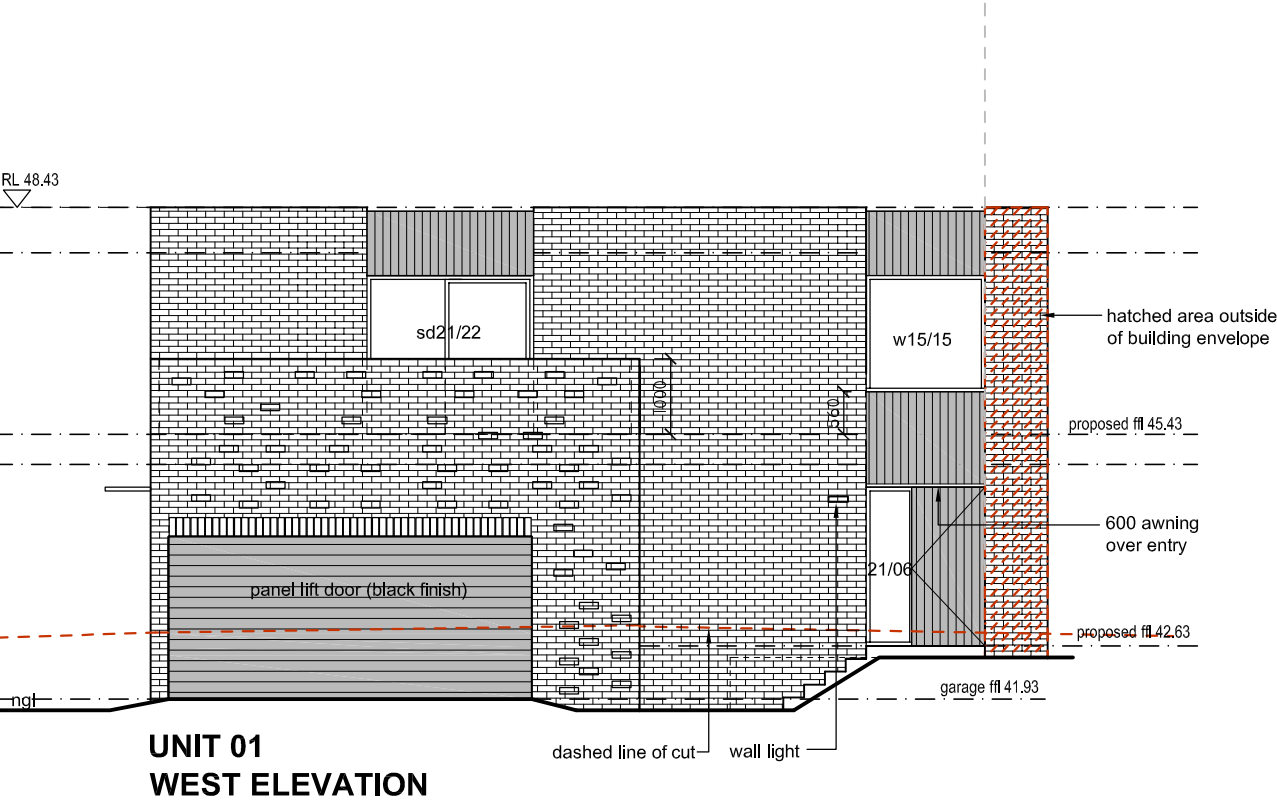 RL 48.43
sd21/22
w15/15
hatched area outside
of building envelope
1000
560
proposed ffl 45.43
600 awning
over entry
21/06
panel lift door (black finish)
proposed ffl 42.63
garage ffl 41.93
ngl
UNIT 01
WEST ELEVATION
dashed line of cut
wall light